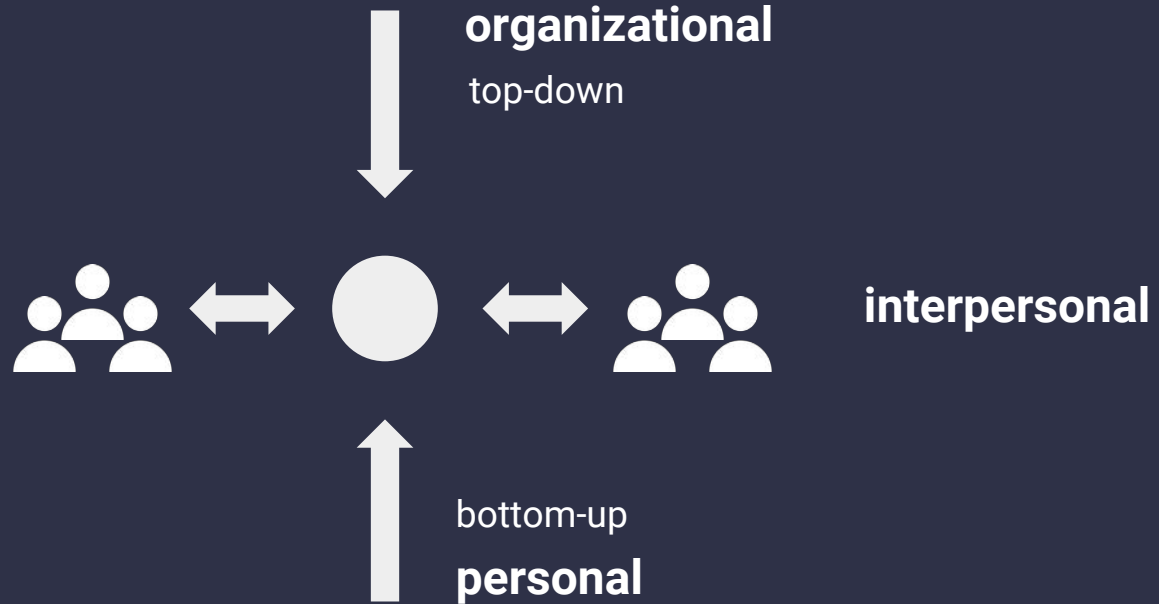 organizational
top-down
interpersonal
bottom-up
personal